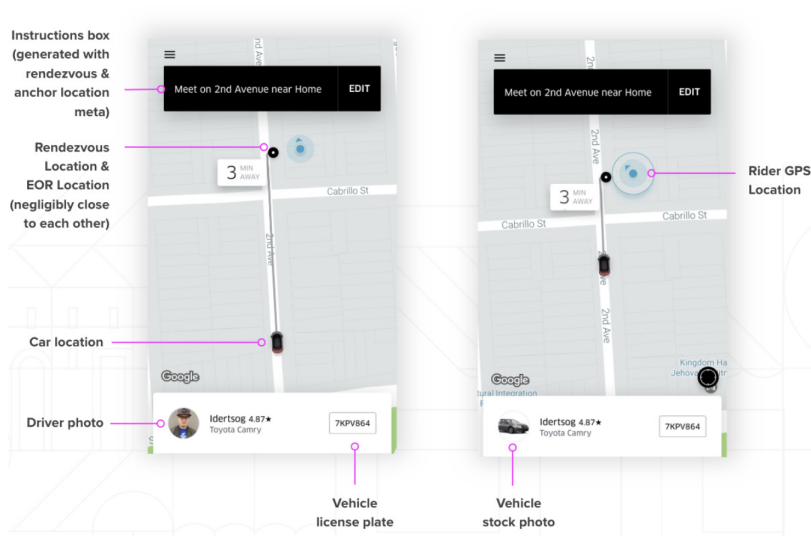 Instructions box
(generated with
rendezvous &
anchor location
meta)
Rendezvous
Location &
EOR Location
(negligibly close
to each other)
Car location
Driver photo
Meet on 2nd Avenue near Home EDIT
3 MIN AWAY
Cabrillo St
2nd Ave
Google
Idertsog 4.87★
Toyota Camry
7KPV864
Vehicle
license plate
Meet on 2nd Avenue near Home EDIT
2nd Ave
3 MIN AWAY
Cabrillo St
Cabrillo St
2nd Ave
Kingdom Ha
Google
tural Integration
Idertsog 4.87★
Toyota Camry
7KPV864
Vehicle
stock photo
Rider GPS
Location